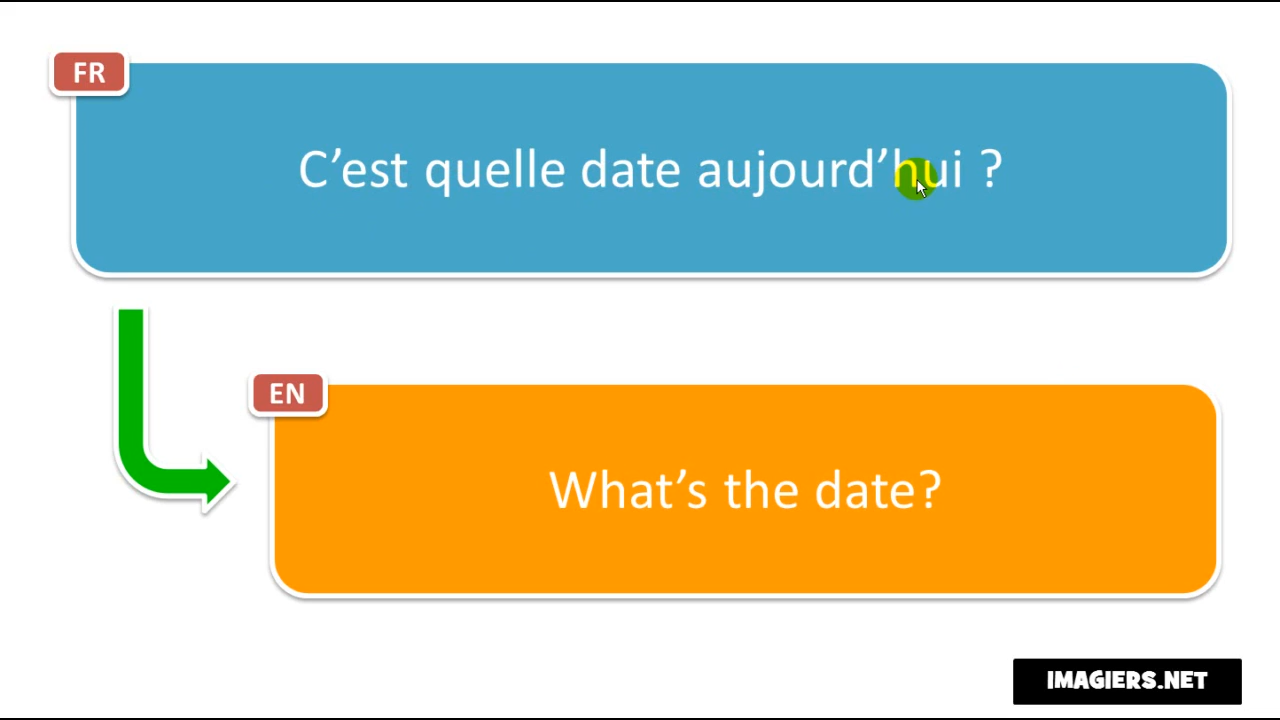 FR
C’est quelle date aujourd’hui ?
EN
What’s the date?
IMAGIERS.NET